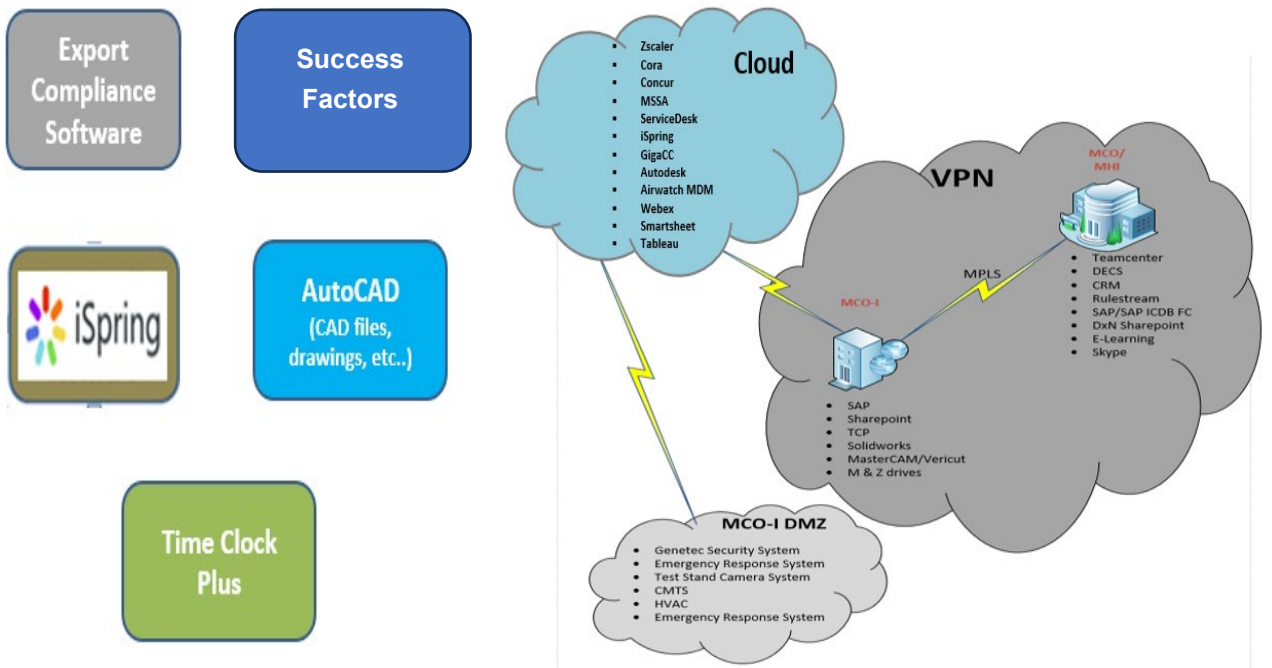 Export
Compliance
Software
Success
Factors
iSpring
AutoCAD
(CAD files,
drawings, etc..)
Time Clock
Plus
Cloud
▪ Zscaler
▪ Cora
▪ Concur
▪ MSSA
▪ ServiceDesk
▪ iSpring
▪ GigaCC
▪ Autodesk
▪ Airwatch MDM
▪ Webex
▪ Smartsheet
▪ Tableau
VPN
MCO/
MHI
• Teamcenter
• DECS
• CRM
• Rulestream
• SAP/SAP ICDB FC
• DxN Sharepoint
• E-Learning
• Skype
MPLS
MCO-I
• SAP
• Sharepoint
• TCP
• Solidworks
• MasterCAM/Vericut
• M & Z drives
MCO-I DMZ
• Genetec Security System
• Emergency Response System
• Test Stand Camera System
• CMTS
• HVAC
• Emergency Response System